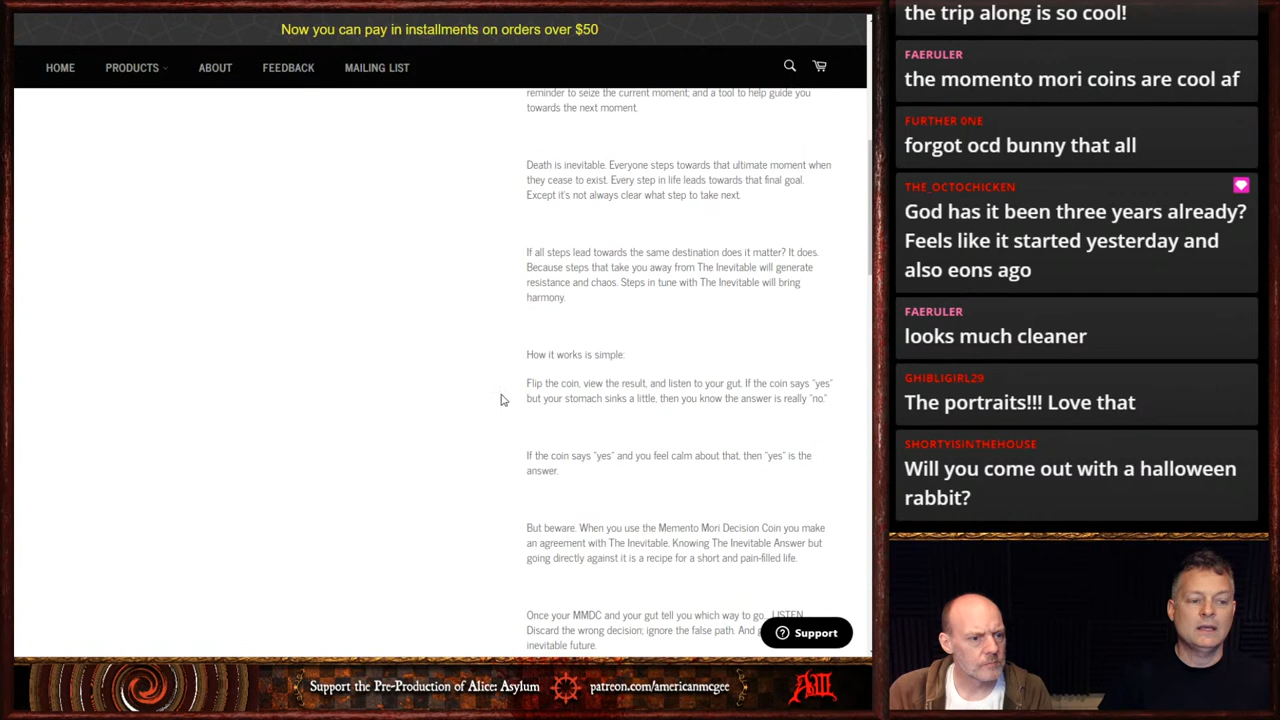 Now you can pay in installments on orders over $50
HOME PRODUCTS ABOUT FEEDBACK MAILING LIST
reminder to seize the current moment; and a tool to help guide you
towards the next moment.
Death is inevitable. Everyone steps towards that ultimate moment when
they cease to exist. Every step in life leads towards that final goal.
Except it's not always clear what step to take next.
If all steps lead towards the same destination does it matter? It does.
Because steps that take you away from The Inevitable will generate
resistance and chaos. Steps in tune with The Inevitable will bring
harmony.
How it works is simple:
Flip the coin, view the result, and listen to your gut. If the coin says "yes"
but your stomach sinks a little, then you know the answer is really "no."
If the coin says "yes" and you feel calm about that, then "yes" is the
answer.
But beware. When you use the Memento Mori Decision Coin you make
an agreement with The Inevitable. Knowing The Inevitable Answer but
going directly against it is a recipe for a short and pain-filled life.
Once your MMDC and your gut tell you which way to go... LISTEN.
Discard the wrong decision; ignore the false path. And
inevitable future.
Support
the trip along is so cool!
FAERULER
the momento mori coins are cool af
FURTHER 0NE
forgot ocd bunny that all
THE_OCTOCHICKEN
God has it been three years already?
Feels like it started yesterday and
also eons ago
FAERULER
looks much cleaner
GHIBLIGIRL29
The portraits!!! Love that
SHORTYISINTHEHOUSE
Will you come out with a halloween
rabbit?
Support the Pre-Production of Alice: Asylum patreon.com/americanmcgee